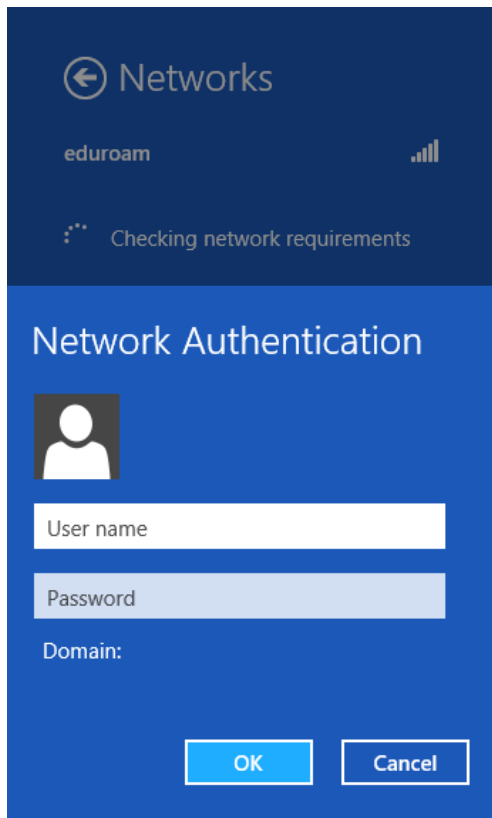 Networks
eduroam
Checking network requirements
Network Authentication
User name
Password
Domain:
OK
Cancel